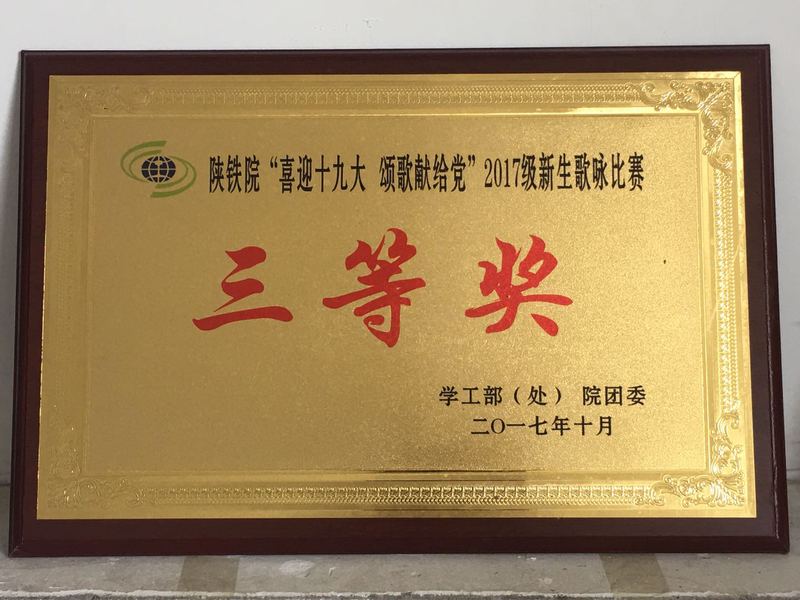 陕铁院“喜迎十九大 颂歌献给党”2017级新生歌咏比赛
三等奖
学工部（处） 院团委
二〇一七年十月